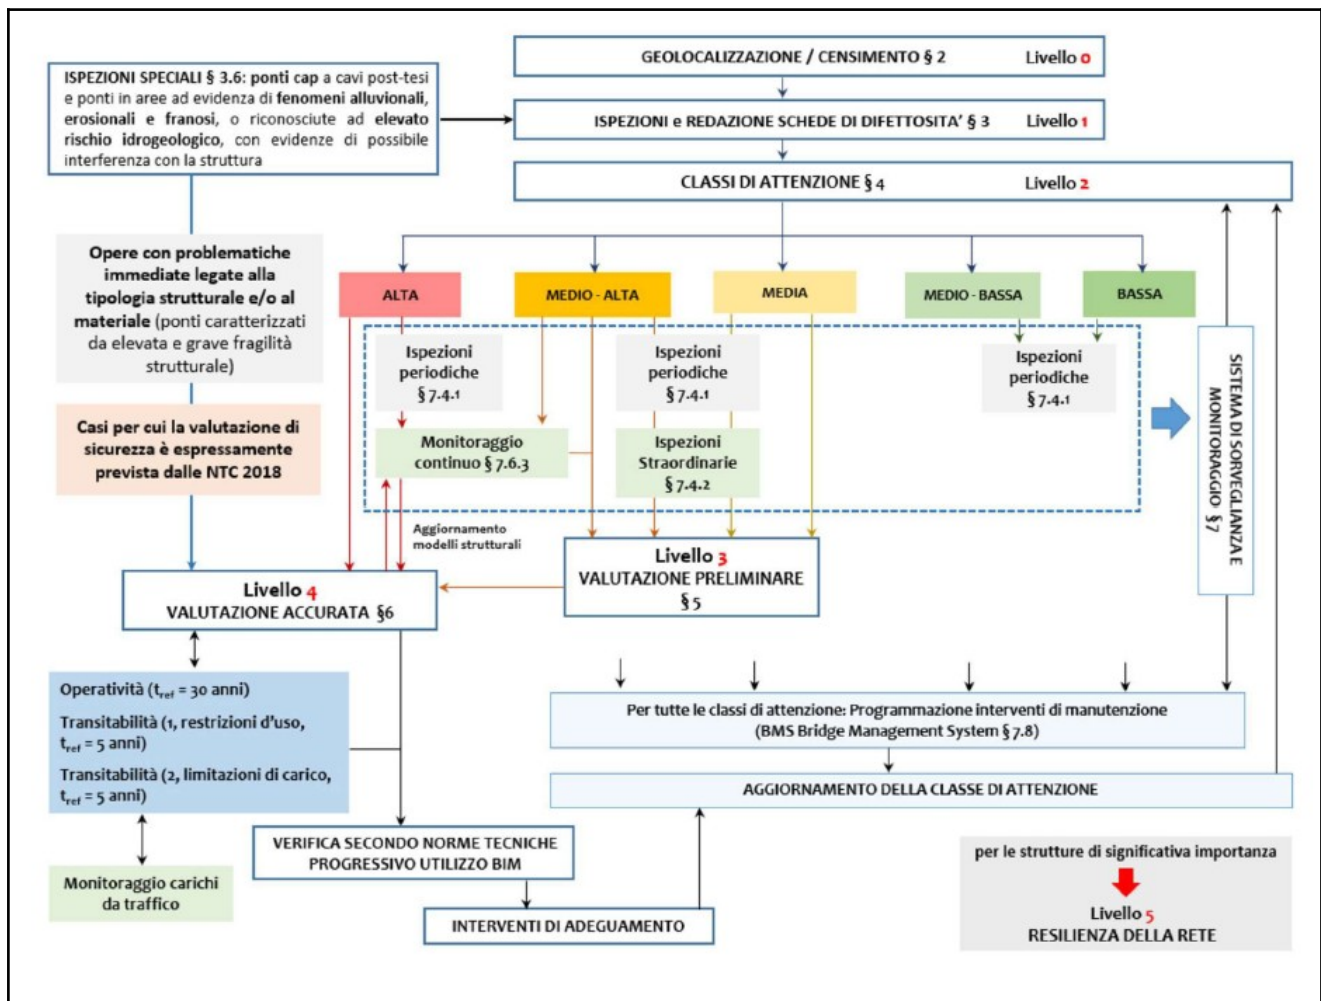 GEOLOCALIZZAZIONE / CENSIMENTO § 2 Livello 0
ISPEZIONI SPECIALI § 3.6: ponti cap a cavi post-tesi
e ponti in aree ad evidenza di fenomeni alluvionali,
erosionali e franosi, o riconosciute ad elevato
rischio idrogeologico, con evidenze di possibile
interferenza con la struttura
ISPEZIONI e REDAZIONE SCHEDE DI DIFETTOSITA’ § 3 Livello 1
CLASSI DI ATTENZIONE § 4 Livello 2
Opere con problematiche
immediate legate alla
tipologia strutturale e/o al
materiale (ponti caratterizzati
da elevata e grave fragilità
strutturale)
Casi per cui la valutazione di
sicurezza è espressamente
prevista dalle NTC 2018
ALTA
MEDIO - ALTA
MEDIA
MEDIO - BASSA
BASSA
Ispezioni
periodiche
§ 7.4.1
Ispezioni
periodiche
§ 7.4.1
Ispezioni
periodiche
§ 7.4.1
Monitoraggio
continuo § 7.6.3
Ispezioni
Straordinarie
§ 7.4.2
SISTEMA DI SORVEGLIANZA E
MONITORAGGIO §7
Aggiornamento
modelli strutturali
Livello 3
VALUTAZIONE PRELIMINARE
§ 5
Livello 4
VALUTAZIONE ACCURATA §6
Operatività (tref = 30 anni)
Transitabilità (1, restrizioni d’uso,
tref = 5 anni)
Transitabilità (2, limitazioni di carico,
tref = 5 anni)
Per tutte le classi di attenzione: Programmazione interventi di manutenzione
(BMS Bridge Management System § 7.8)
AGGIORNAMENTO DELLA CLASSE DI ATTENZIONE
VERIFICA SECONDO NORME TECNICHE
PROGRESSIVO UTILIZZO BIM
Monitoraggio carichi
da traffico
INTERVENTI DI ADEGUAMENTO
per le strutture di significativa importanza
Livello 5
RESILIENZA DELLA RETE